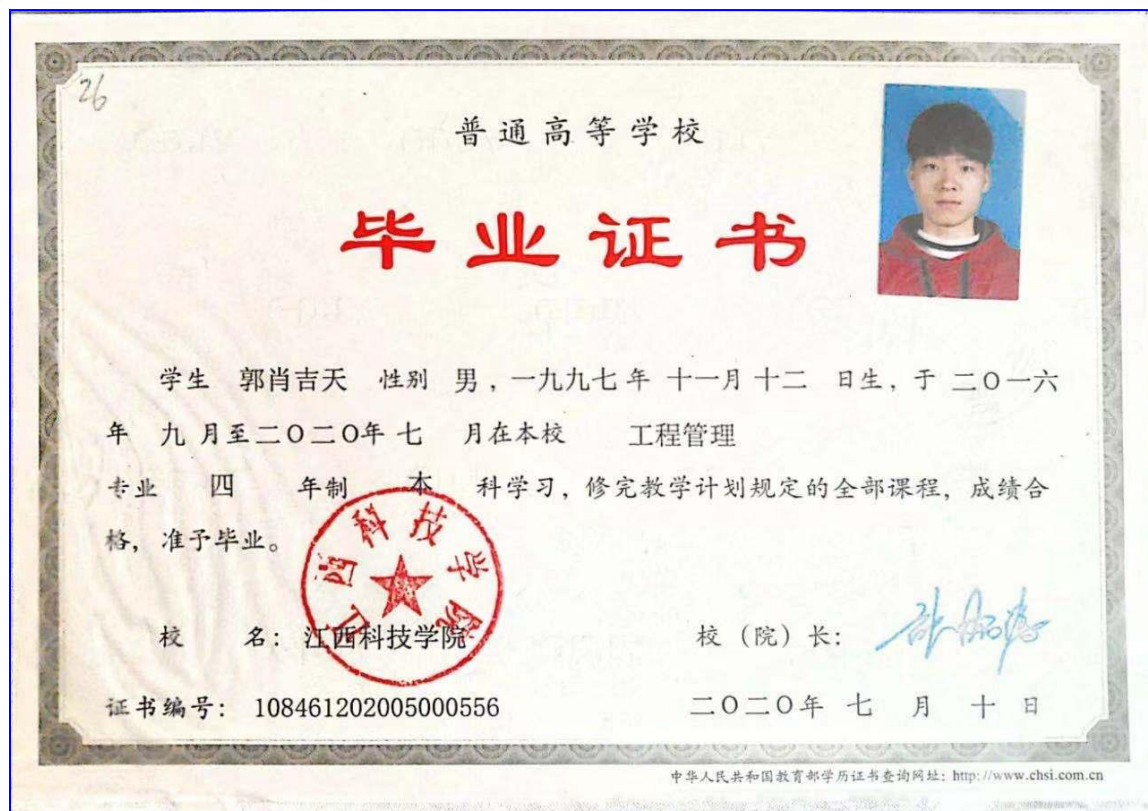 26
普通高等学校
毕业证书
学生 郭肖吉天 性别 男，一九九七年 十一月十二 日生，于二〇一六
年 九 月至二〇二〇年 七 月在本校 工程管理
专业 四 年制 本 科学习，修完教学计划规定的全部课程，成绩合
格，准予毕业。
江西科技学院
校 名：江西科技学院 校（院）长：
证书编号： 108461202005000556 二〇二〇年 七 月 十 日
中华人民共和国教育部学历证书查询网址：http://www.chsi.com.cn